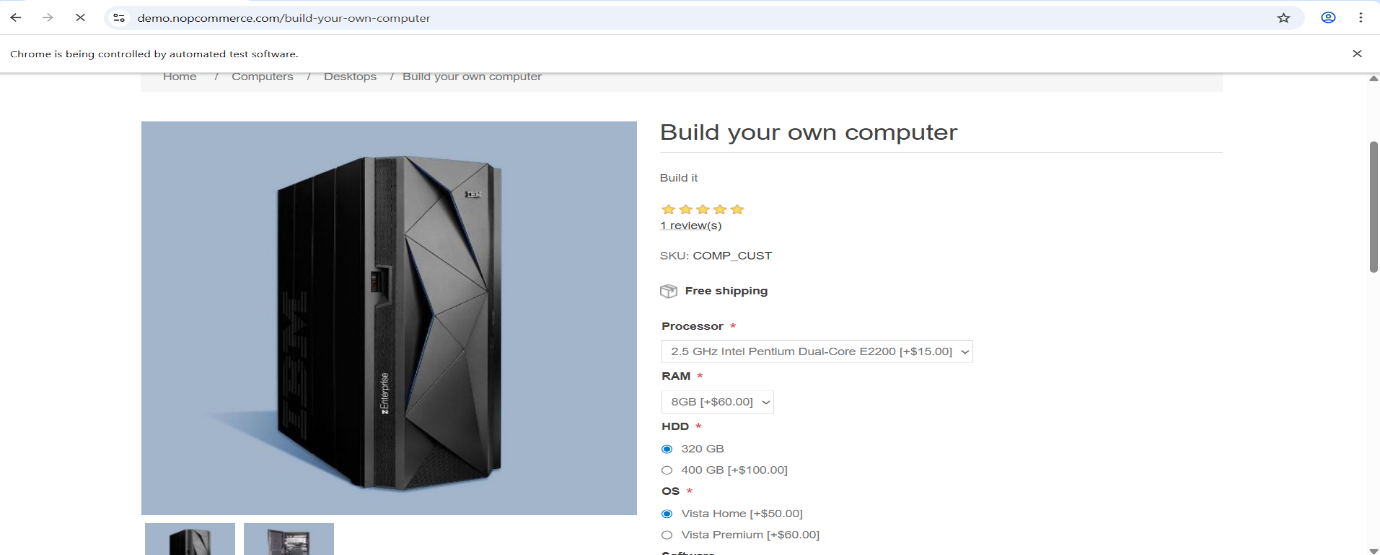 demo.nopcommerce.com/build-your-own-computer
Chrome is being controlled by automated test software.
Home / Computers / Desktops / Build your own computer
Build your own computer
Build it
1 review(s)
SKU: COMP_CUST
Free shipping
Processor *
2.5 GHz Intel Pentium Dual-Core E2200 [+$15.00]
RAM *
8GB [+$60.00]
HDD *
320 GB
400 GB [+$100.00]
OS *
Vista Home [+$50.00]
Vista Premium [+$60.00]
Software
IBM
IBM
zEnterprise